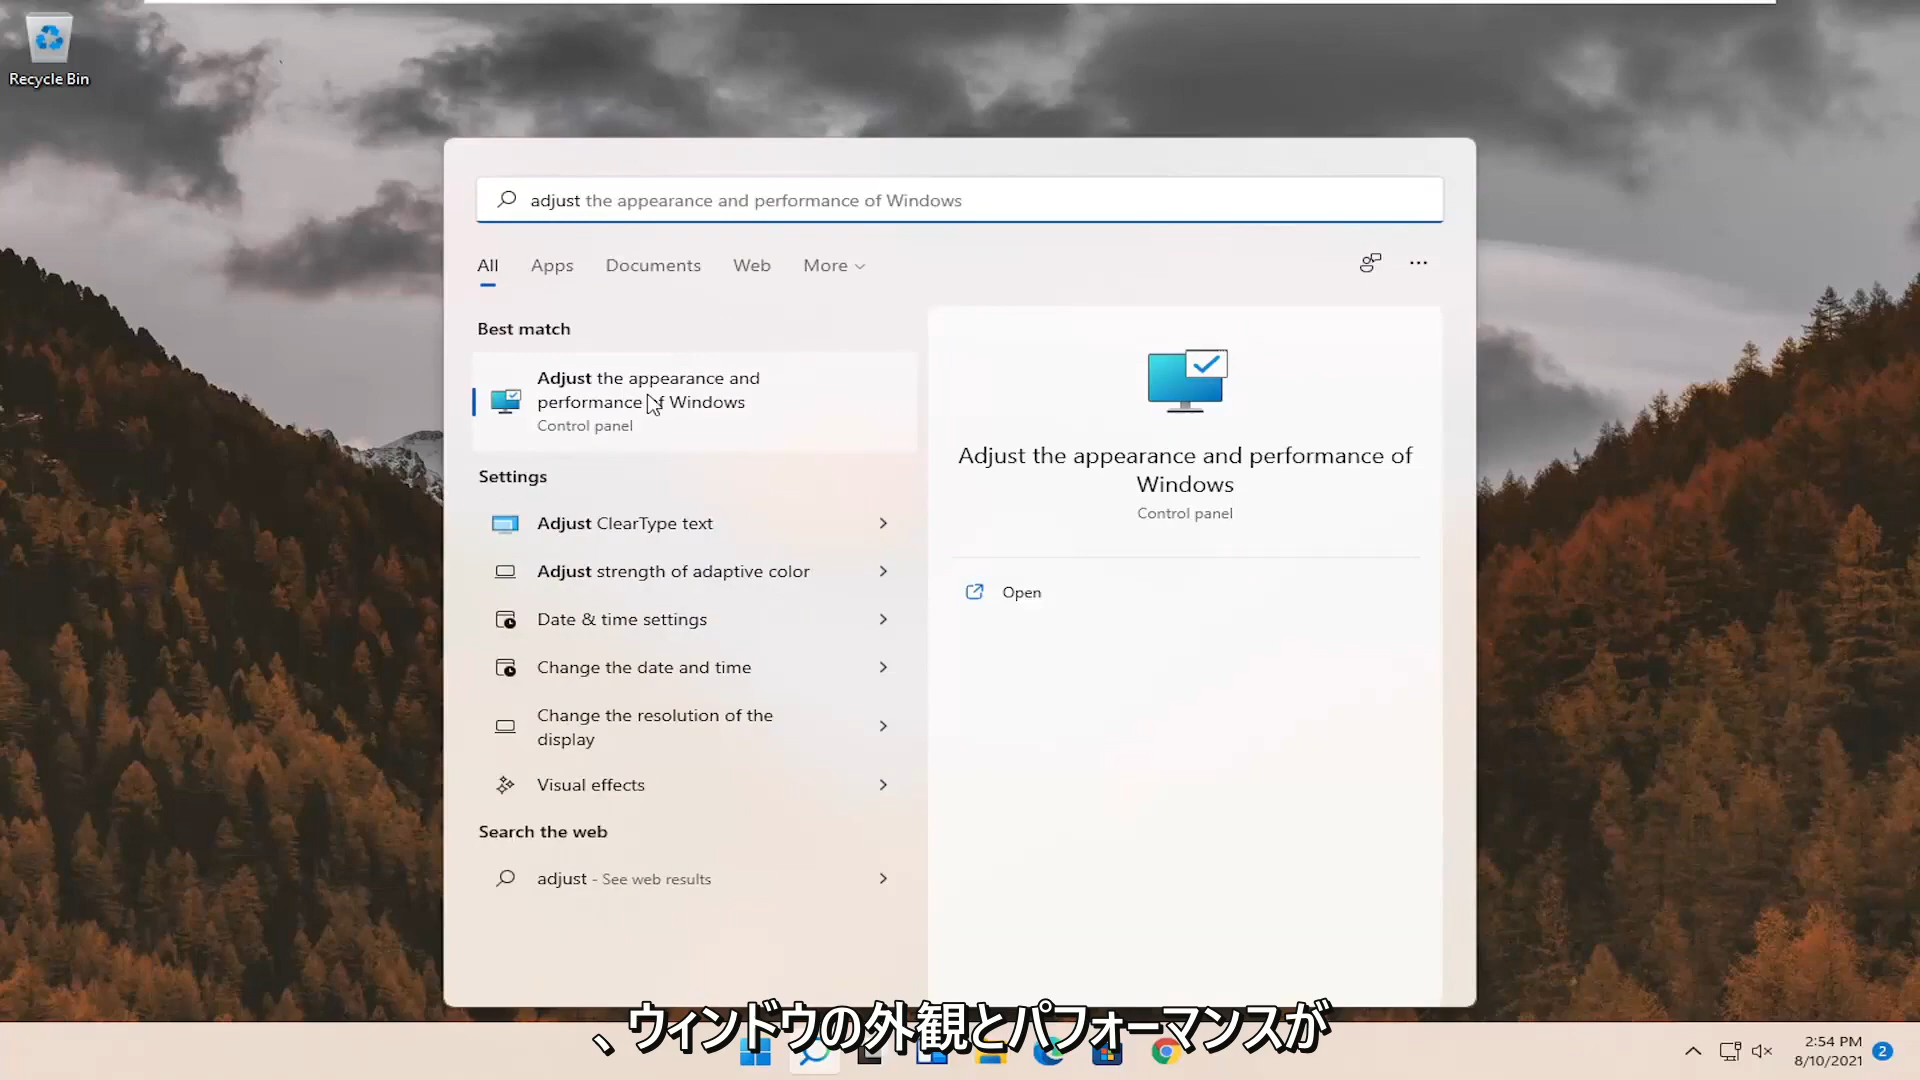 Recycle Bin
adjust the appearance and performance of Windows
All Apps Documents Web More
Best match
Adjust the appearance and
performance of Windows
Control panel
Settings
Adjust ClearType text
Adjust strength of adaptive color
Date & time settings
Change the date and time
Change the resolution of the
display
Visual effects
Search the web
adjust - See web results
Adjust the appearance and performance of
Windows
Control panel
Open
、ウィンドウの外観とパフォーマンスが
2:54 PM
8/10/2021
2